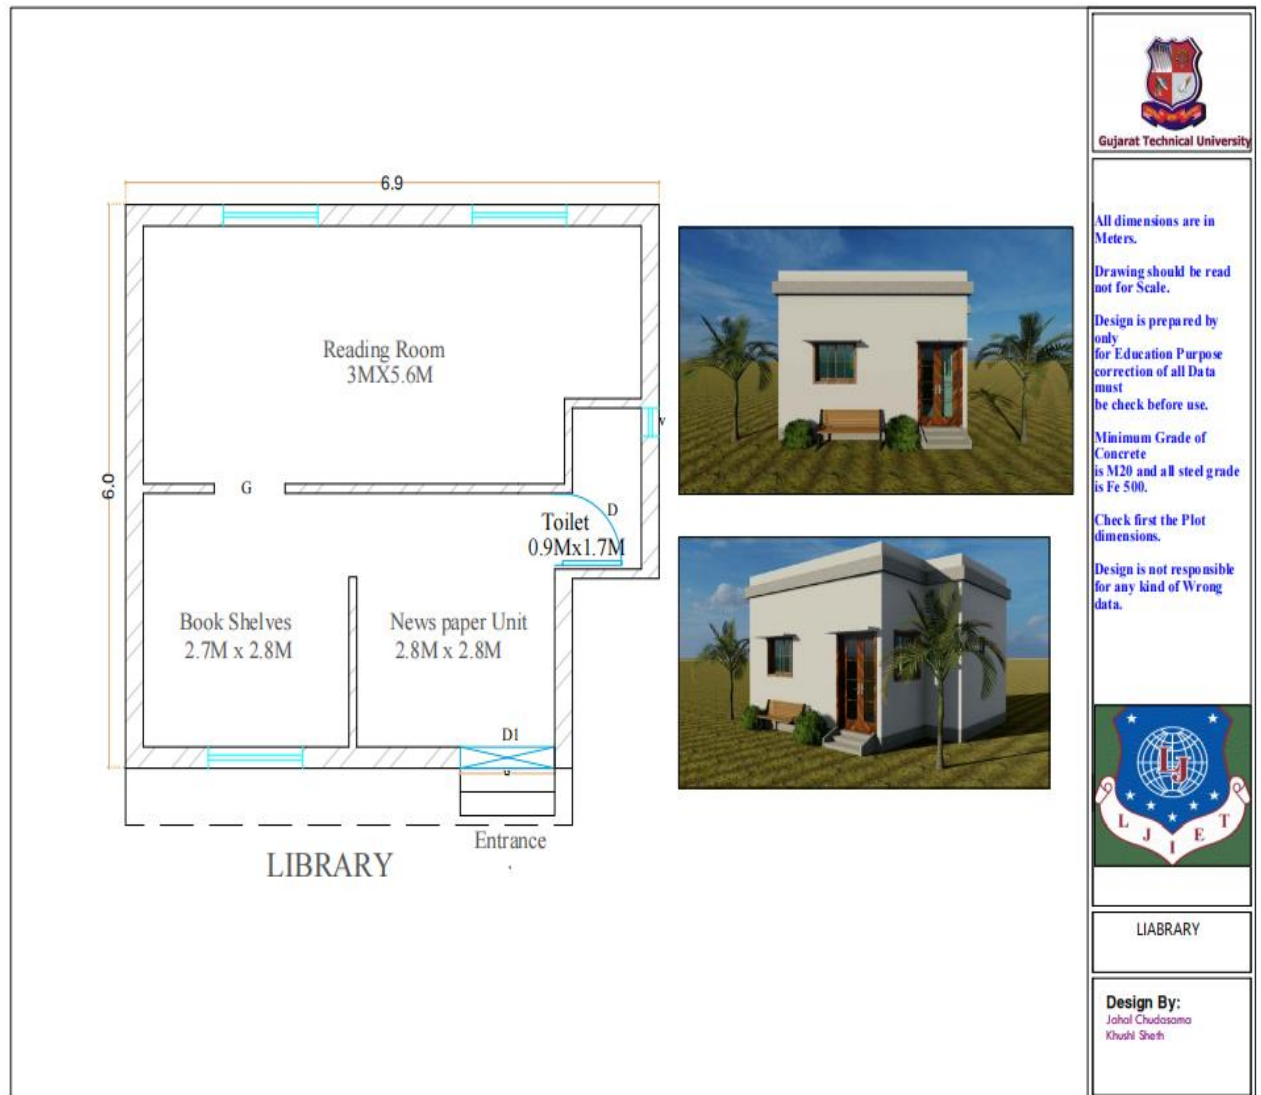 6.9
6.0
Reading Room
3MX5.6M
G
v
D
Toilet
0.9Mx1.7M
Book Shelves
2.7M x 2.8M
News paper Unit
2.8M x 2.8M
D1
Entrance
LIBRARY
Gujarat Technical University
All dimensions are in
Meters.
Drawing should be read
not for Scale.
Design is prepared by
only
for Education Purpose
correction of all Data
must
be check before use.
Minimum Grade of
Concrete
is M20 and all steel grade
is Fe 500.
Check first the Plot
dimensions.
Design is not responsible
for any kind of Wrong
data.
LJ
L J I E T
LIABRARY
Design By:
Jahal Chudasama
Khushi Sheth